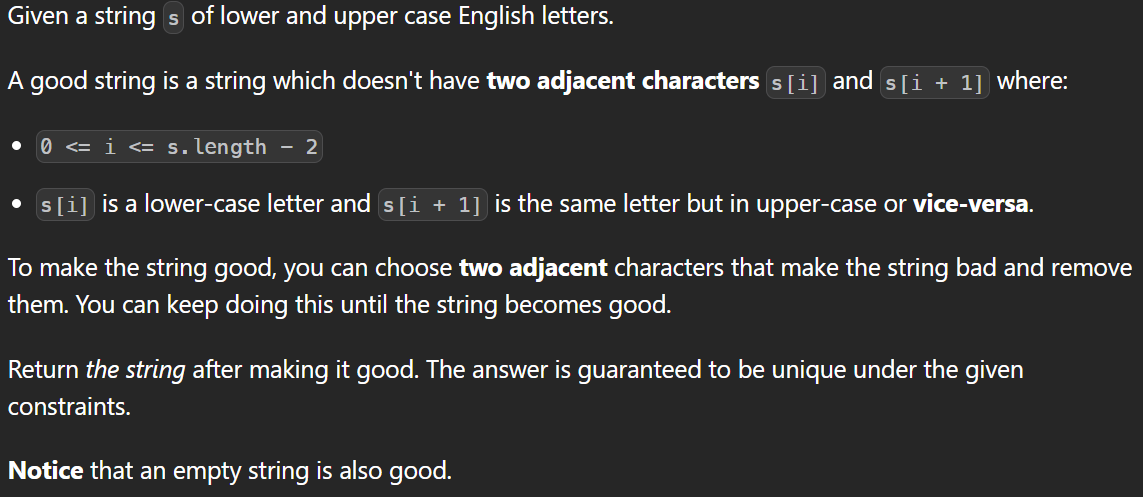 Given a string s of lower and upper case English letters.
A good string is a string which doesn't have two adjacent characters s[i] and s[i + 1] where:
• 0 <= i <= s.length - 2
• s[i] is a lower-case letter and s[i + 1] is the same letter but in upper-case or vice-versa.
To make the string good, you can choose two adjacent characters that make the string bad and remove
them. You can keep doing this until the string becomes good.
Return the string after making it good. The answer is guaranteed to be unique under the given
constraints.
Notice that an empty string is also good.